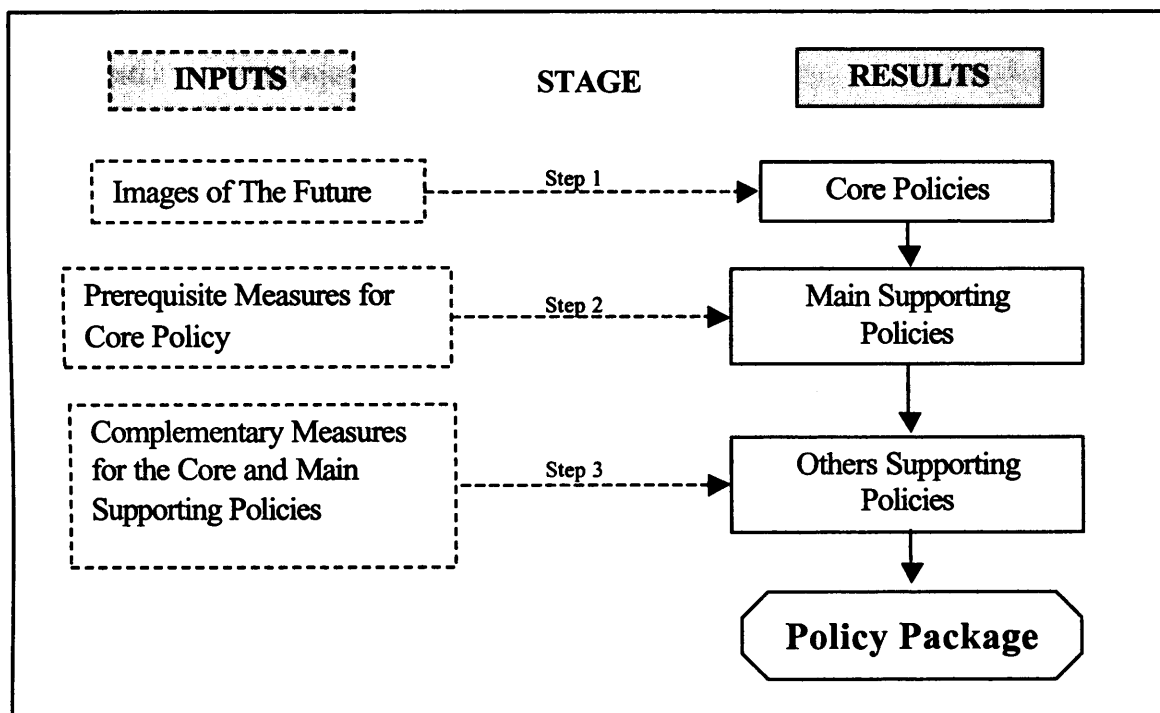 INPUTS STAGE RESULTS
Images of The Future
Step 1
Core Policies
Prerequisite Measures for
Core Policy
Step 2
Main Supporting
Policies
Complementary Measures
for the Core and Main
Supporting Policies
Step 3
Others Supporting
Policies
Policy Package